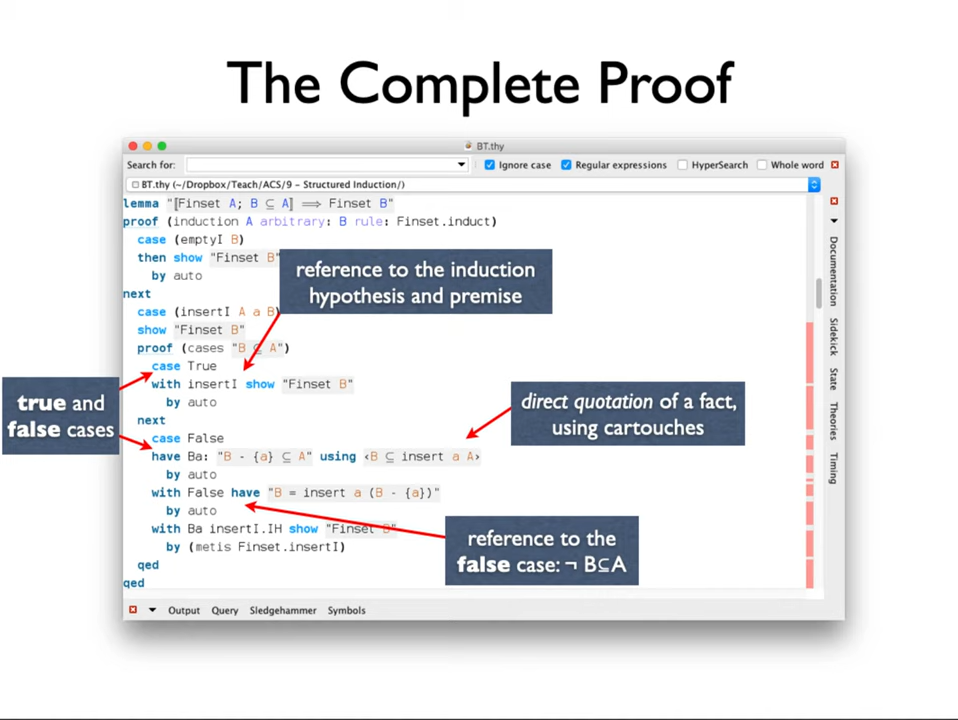 The Complete Proof
BT.thy
Search for: Ignore case Regular expressions HyperSearch Whole word
BT.thy (~/Dropbox/Teach/ACS/9 - Structured Induction/)
lemma "⟦Finset A; B ⊆ A⟧ ⟹ Finset B"
proof (induction A arbitrary: B rule: Finset.induct)
case (emptyI B)
then show "Finset B"
by auto
next
case (insertI A a B)
show "Finset B"
proof (cases "B ⊆ A")
case True
with insertI show "Finset B"
by auto
next
case False
have Ba: "B - {a} ⊆ A" using ‹B ⊆ insert a A›
by auto
with False have "B = insert a (B - {a})"
by auto
with Ba insertI.IH show "Finset B"
by (metis Finset.insertI)
qed
qed
reference to the induction
hypothesis and premise
true and
false cases
direct quotation of a fact,
using cartouches
reference to the
false case: ¬ B⊆A
Documentation
Sidekick
State
Theories
Timing
Output Query Sledgehammer Symbols